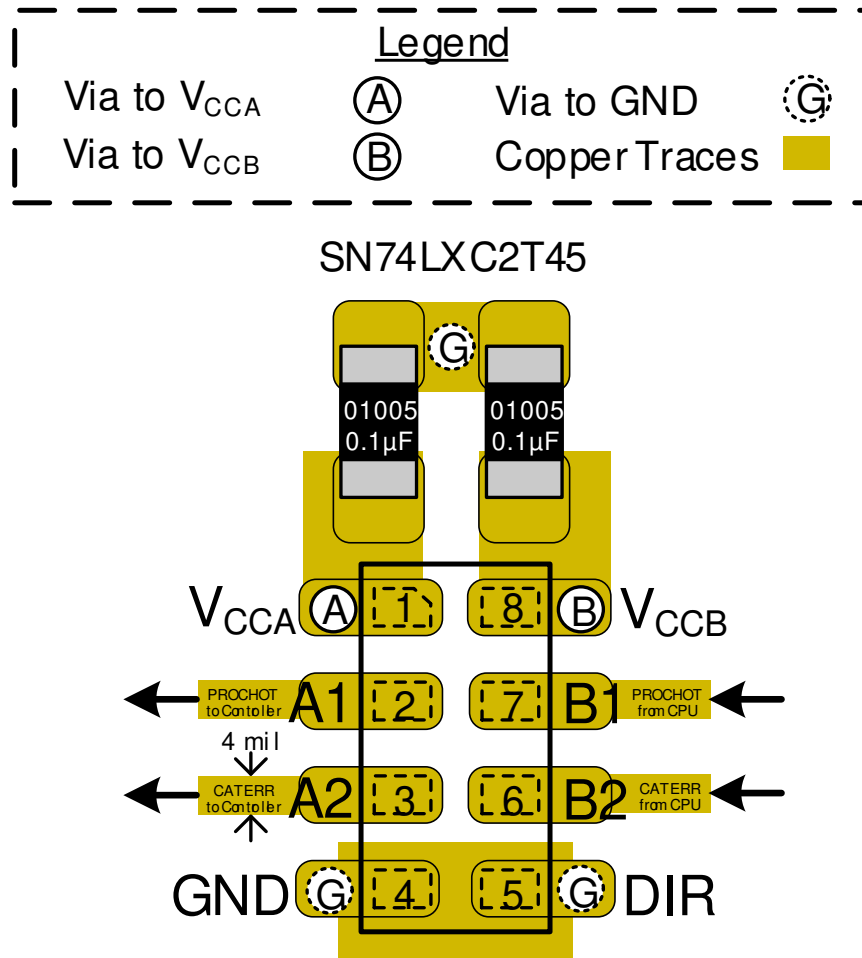 Legend
Via to VCCA A Via to GND G
Via to VCCB B Copper Traces
SN74LXC2T45
G
01005 01005
0.1µF 0.1µF
VCCA A 1 8 B VCCB
PROCHOT to Contoller A1 2 7 B1 PROCHOT from CPU
4 mil
CATERR to Contoller A2 3 6 B2 CATERR from CPU
GND G 4 5 G DIR